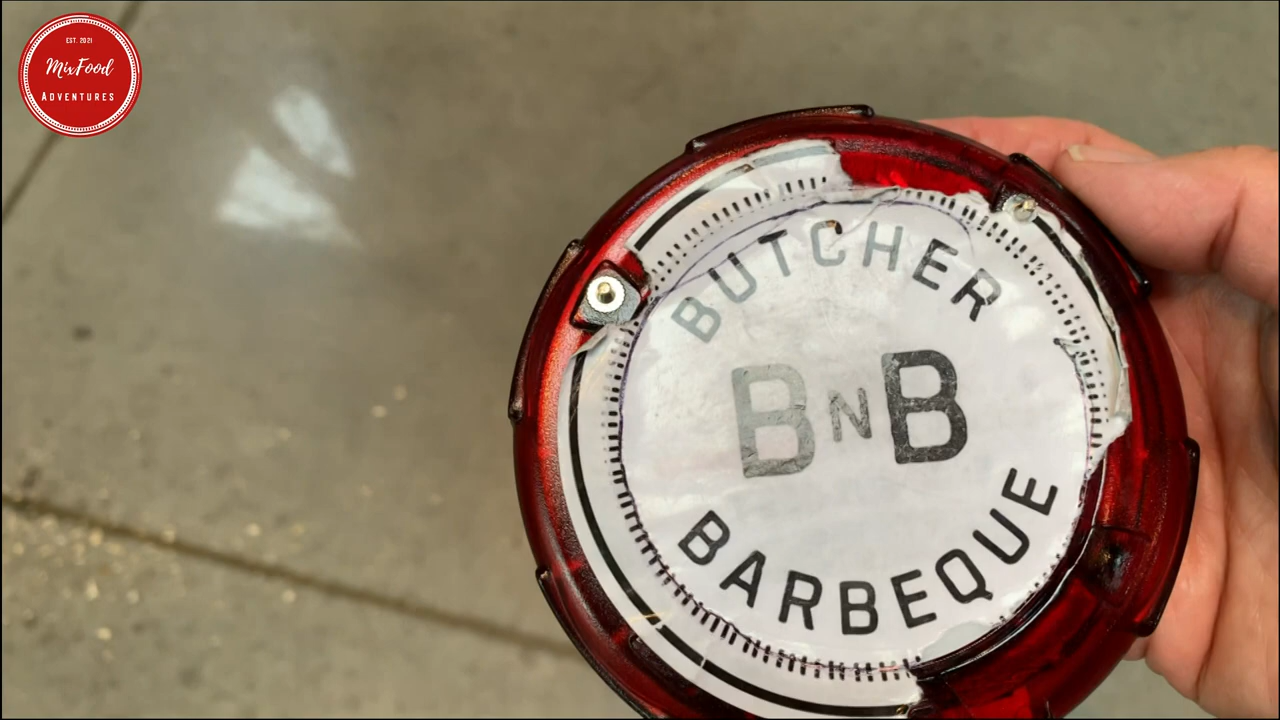 EST. 2021
MixFood
ADVENTURES
BUTCHER
BNB
BARBEQUE